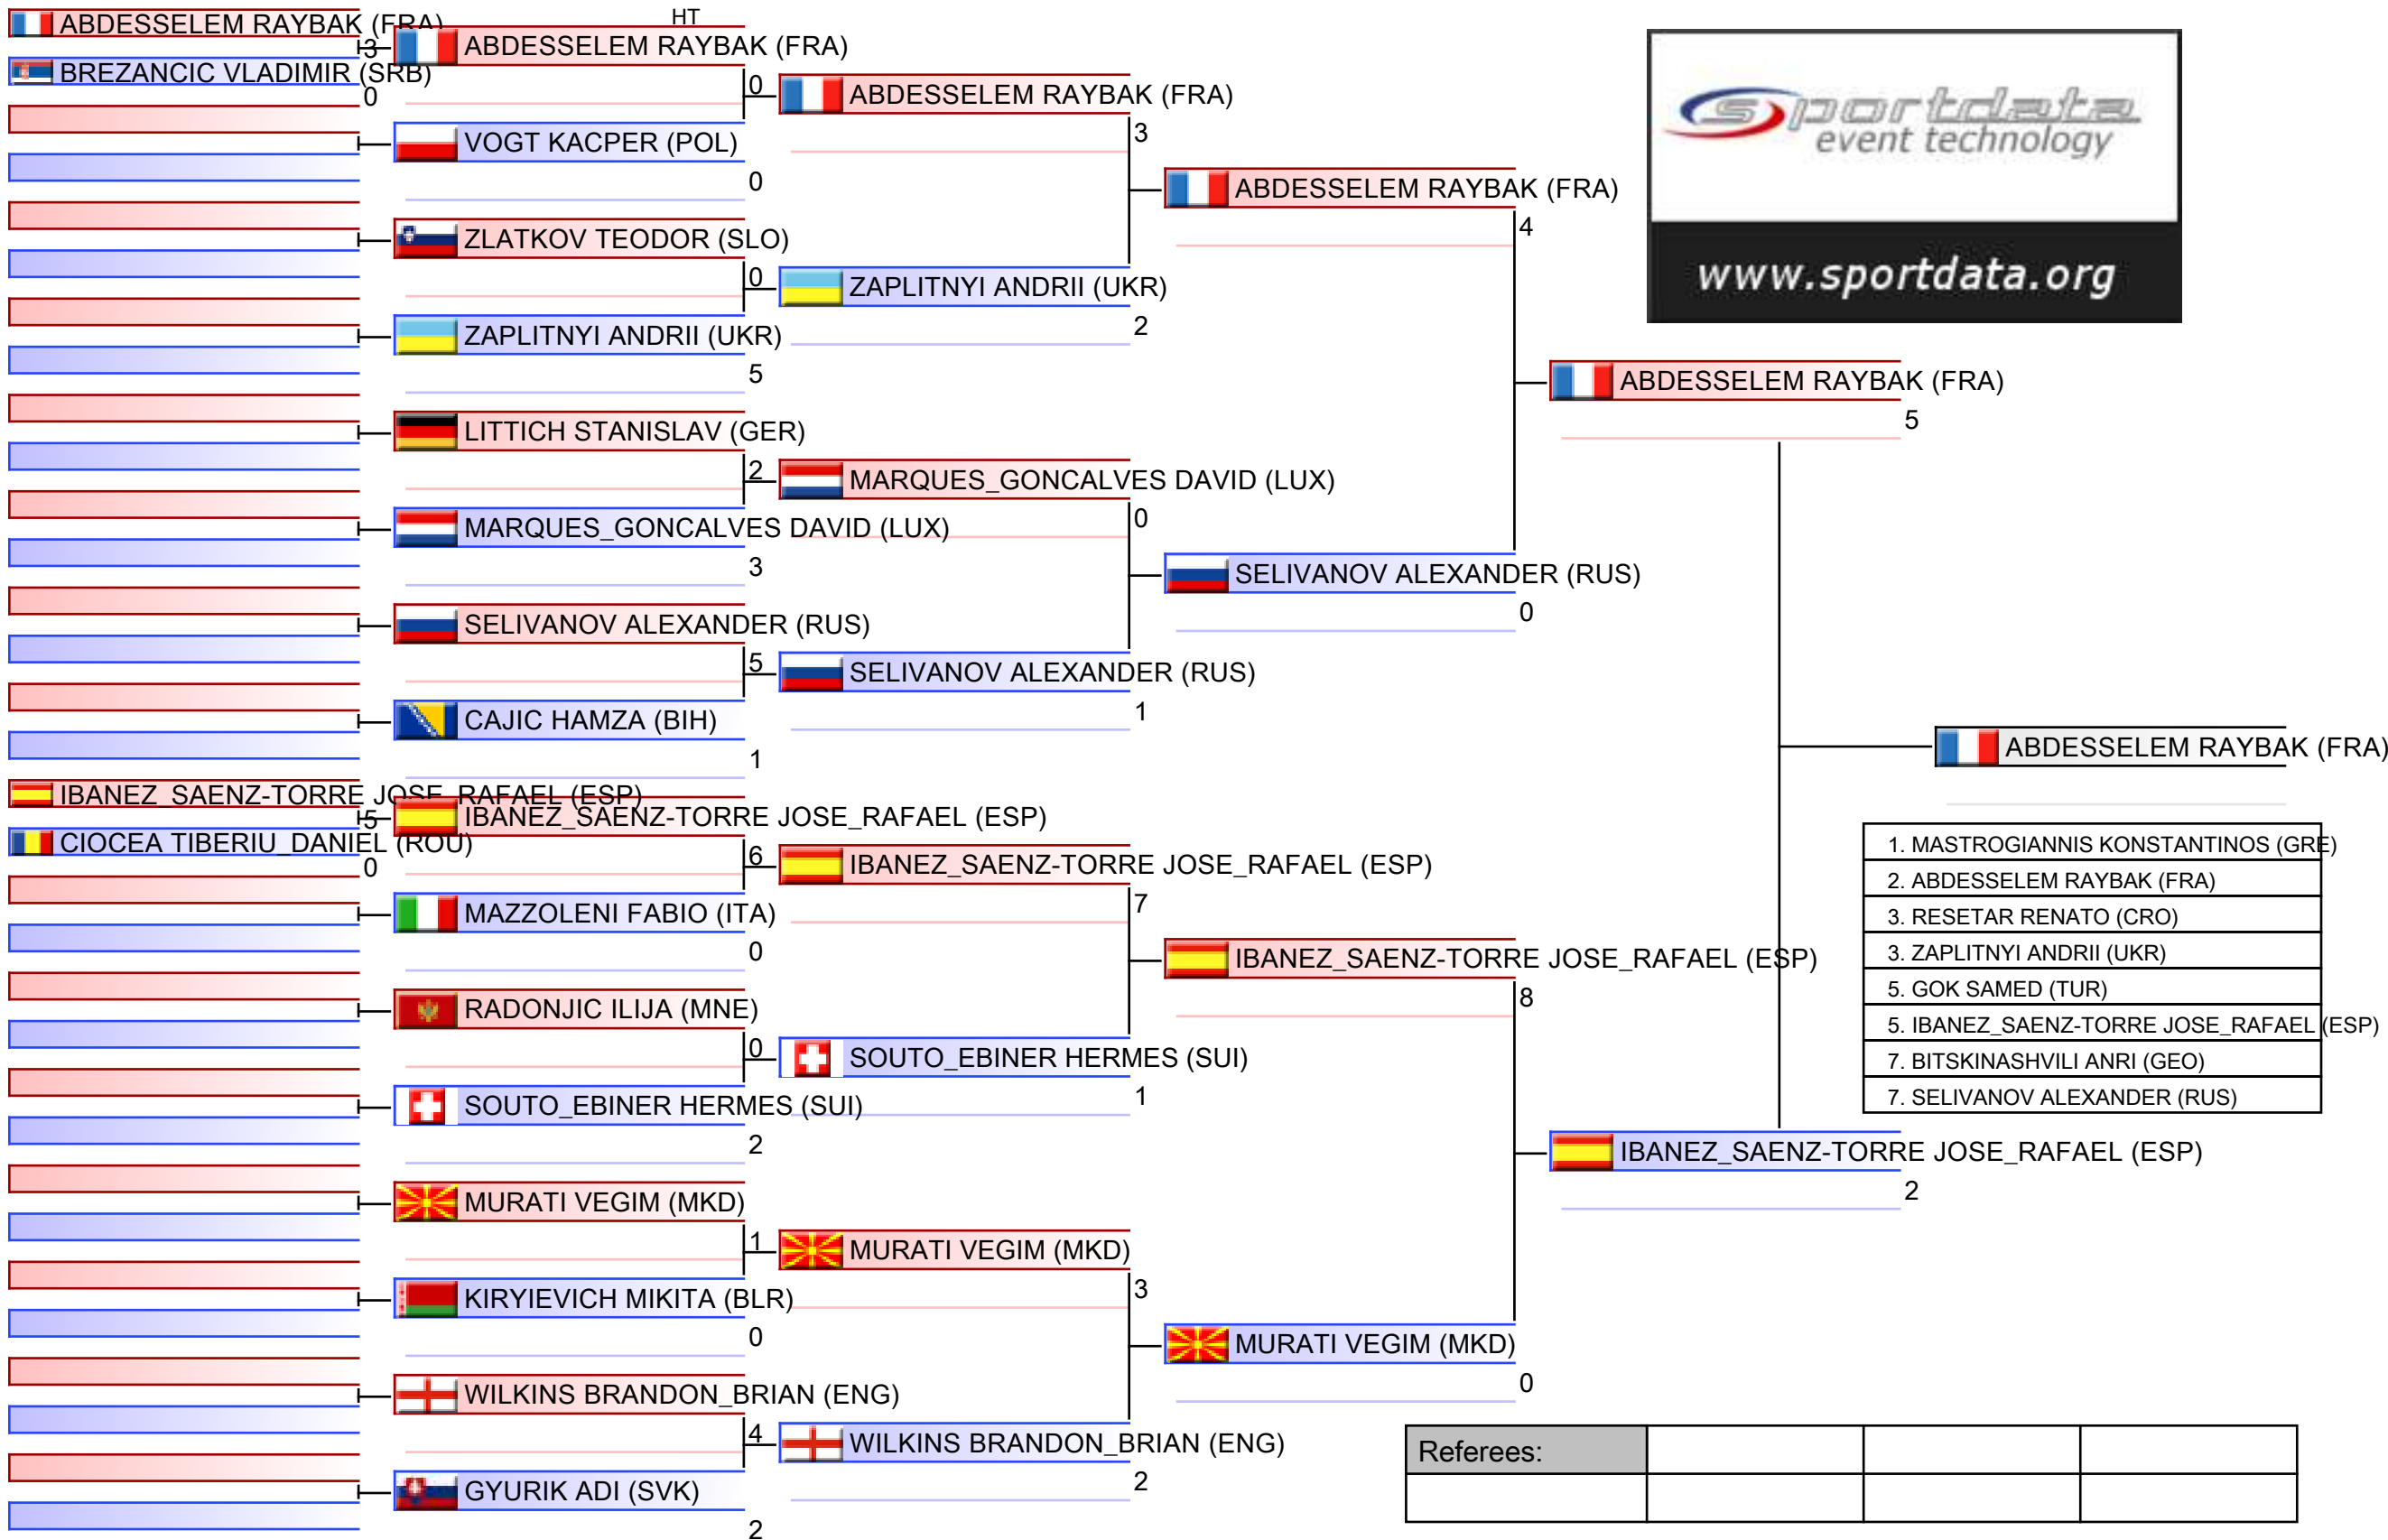 HT
ABDESSELEM RAYBAK (FRA)
3
BREZANCIC VLADIMIR (SRB)
0
IBANEZ_SAENZ-TORRE JOSE_RAFAEL (ESP)
5
CIOCEA TIBERIU_DANIEL (ROU)
0
ABDESSELEM RAYBAK (FRA)
0
VOGT KACPER (POL)
0
ZLATKOV TEODOR (SLO)
0
ZAPLITNYI ANDRII (UKR)
5
LITTICH STANISLAV (GER)
2
MARQUES_GONCALVES DAVID (LUX)
3
SELIVANOV ALEXANDER (RUS)
5
CAJIC HAMZA (BIH)
1
IBANEZ_SAENZ-TORRE JOSE_RAFAEL (ESP)
6
MAZZOLENI FABIO (ITA)
0
RADONJIC ILIJA (MNE)
0
SOUTO_EBINER HERMES (SUI)
2
MURATI VEGIM (MKD)
1
KIRYIEVICH MIKITA (BLR)
0
WILKINS BRANDON_BRIAN (ENG)
4
GYURIK ADI (SVK)
2
ABDESSELEM RAYBAK (FRA)
3
ZAPLITNYI ANDRII (UKR)
2
MARQUES_GONCALVES DAVID (LUX)
0
SELIVANOV ALEXANDER (RUS)
1
IBANEZ_SAENZ-TORRE JOSE_RAFAEL (ESP)
7
SOUTO_EBINER HERMES (SUI)
1
MURATI VEGIM (MKD)
3
WILKINS BRANDON_BRIAN (ENG)
2
ABDESSELEM RAYBAK (FRA)
4
SELIVANOV ALEXANDER (RUS)
0
IBANEZ_SAENZ-TORRE JOSE_RAFAEL (ESP)
8
MURATI VEGIM (MKD)
0
ABDESSELEM RAYBAK (FRA)
5
IBANEZ_SAENZ-TORRE JOSE_RAFAEL (ESP)
2
ABDESSELEM RAYBAK (FRA)
sportdata
event technology
www.sportdata.org
1. MASTROGIANNIS KONSTANTINOS (GRE)
2. ABDESSELEM RAYBAK (FRA)
3. RESETAR RENATO (CRO)
3. ZAPLITNYI ANDRII (UKR)
5. GOK SAMED (TUR)
5. IBANEZ_SAENZ-TORRE JOSE_RAFAEL (ESP)
7. BITSKINASHVILI ANRI (GEO)
7. SELIVANOV ALEXANDER (RUS)
Referees: